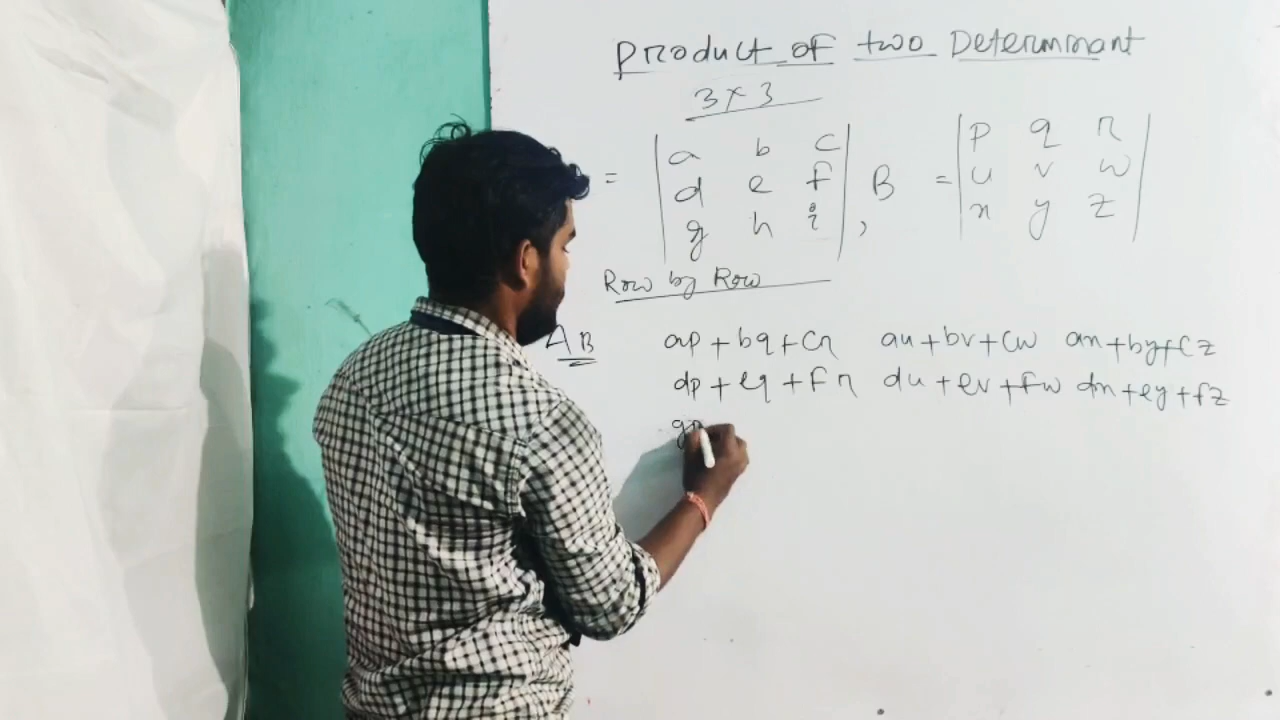 Product of two Determinant
3×3
= | a b c | , B = | p q r |
| d e f | | u v w |
| g h i | | x y z |
Row by Row
AB ap+bq+cr au+bv+cw ax+by+cz
dp+eq+fr du+ev+fw dx+ey+fz
gp